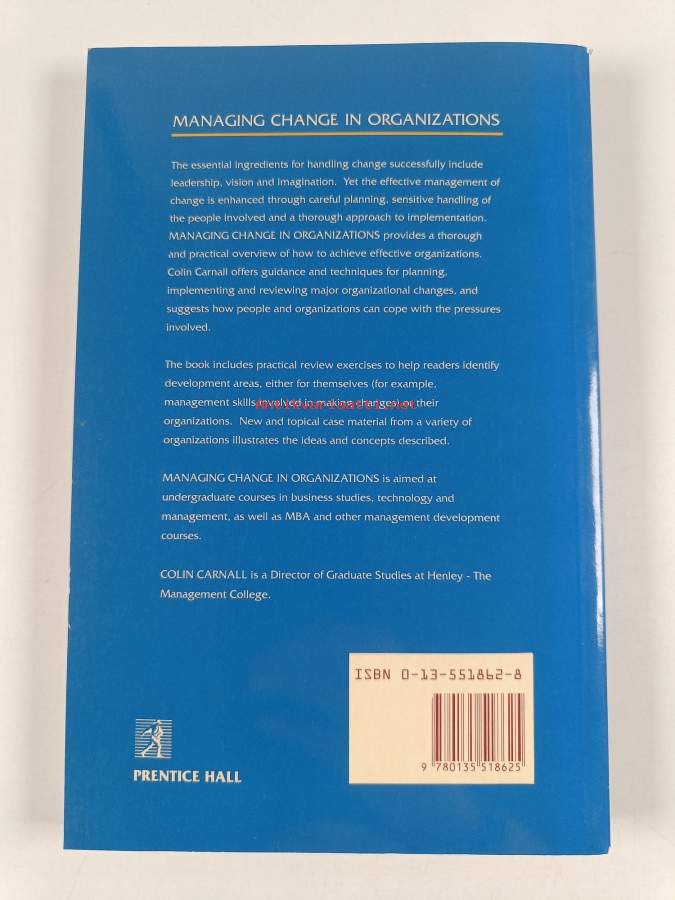 MANAGING CHANGE IN ORGANIZATIONS
The essential ingredients for handling change successfully include
leadership, vision and imagination. Yet the effective management of
change is enhanced through careful planning, sensitive handling of
the people involved and a thorough approach to implementation.
MANAGING CHANGE IN ORGANIZATIONS provides a thorough
and practical overview of how to achieve effective organizations.
Colin Carnall offers guidance and techniques for planning,
implementing and reviewing major organizational changes, and
suggests how people and organizations can cope with the pressures
involved.
The book includes practical review exercises to help readers identify
development areas, either for themselves (for example,
management skills involved in making changes) or their
Antikvariaatti.net
organizations. New and topical case material from a variety of
organizations illustrates the ideas and concepts described.
MANAGING CHANGE IN ORGANIZATIONS is aimed at
undergraduate courses in business studies, technology and
management, as well as MBA and other management development
courses.
COLIN CARNALL is a Director of Graduate Studies at Henley - The
Management College.
ISBN 0-13-551862-8
9 780135 518625
PRENTICE HALL